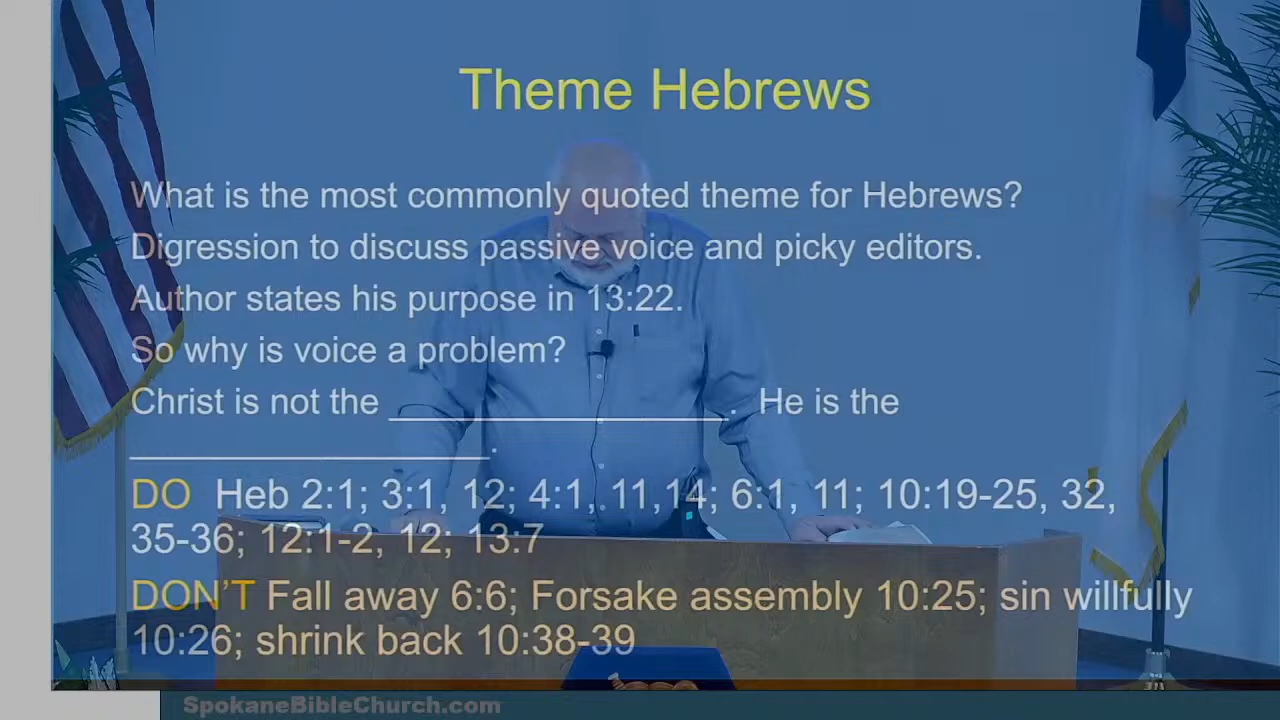 Theme Hebrews
What is the most commonly quoted theme for Hebrews?
Digression to discuss passive voice and picky editors.
Author states his purpose in 13:22.
So why is voice a problem?
Christ is not the _________________. He is the
__________________.
DO Heb 2:1; 3:1, 12; 4:1, 11,14; 6:1, 11; 10:19-25, 32,
35-36; 12:1-2, 12; 13:7
DON'T Fall away 6:6; Forsake assembly 10:25; sin willfully
10:26; shrink back 10:38-39
SpokaneBibleChurch.com